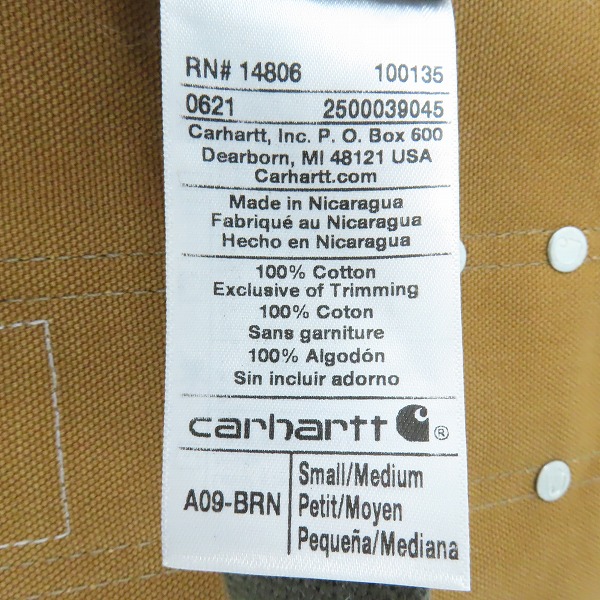 RN# 14806 100135
0621 2500039045
Carhartt, Inc. P. O. Box 600
Dearborn, MI 48121 USA
Carhartt.com
Made in Nicaragua
Fabriqué au Nicaragua
Hecho en Nicaragua
100% Cotton
Exclusive of Trimming
100% Coton
Sans garniture
100% Algodón
Sin incluir adorno
carhartt ®
A09-BRN
Small/Medium
Petit/Moyen
Pequeña/Mediana